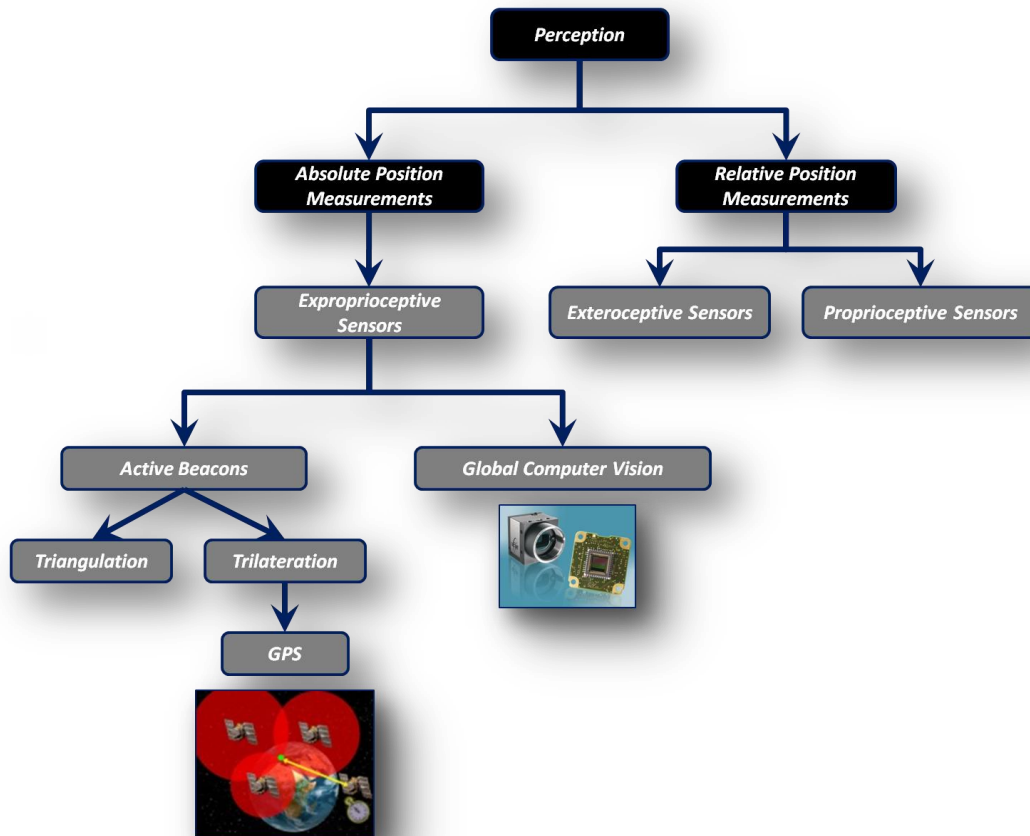 Perception
Absolute Position
Measurements
Relative Position
Measurements
Exproprioceptive
Sensors
Exteroceptive Sensors
Proprioceptive Sensors
Active Beacons
Global Computer Vision
Triangulation
Trilateration
GPS